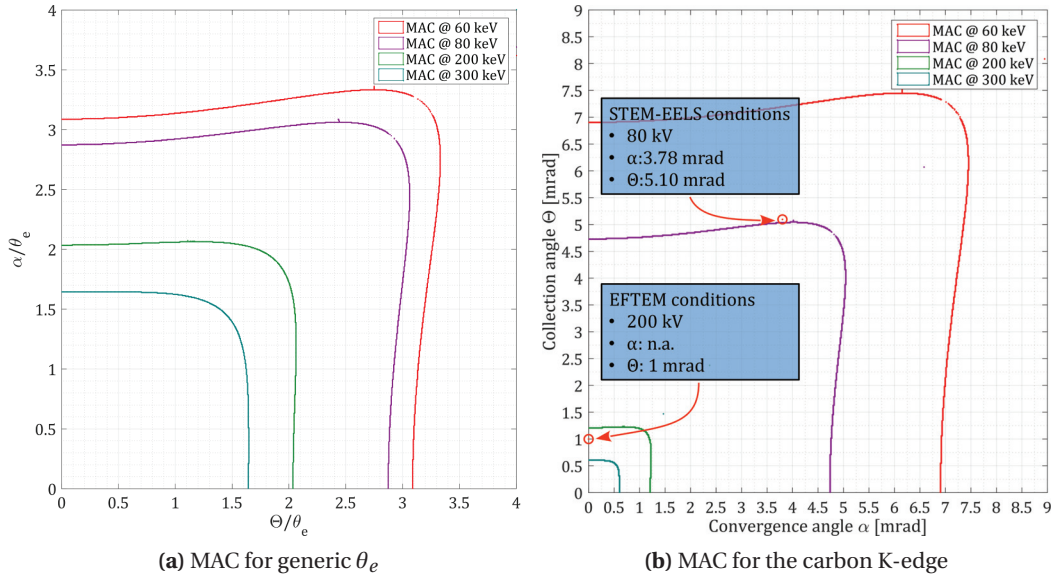 4
3.5
3
2.5
2
1.5
1
0.5
0
α/θe
0 0.5 1 1.5 2 2.5 3 3.5 4
Θ/θe
MAC @ 60 keV
MAC @ 80 keV
MAC @ 200 keV
MAC @ 300 keV
(a) MAC for generic θe
9
8.5
8
7.5
7
6.5
6
5.5
5
4.5
4
3.5
3
2.5
2
1.5
1
0.5
0
Collection angle Θ [mrad]
MAC @ 60 keV
MAC @ 80 keV
MAC @ 200 keV
MAC @ 300 keV
STEM-EELS conditions
• 80 kV
• α:3.78 mrad
• Θ:5.10 mrad
EFTEM conditions
• 200 kV
• α: n.a.
• Θ: 1 mrad
0 0.5 1 1.5 2 2.5 3 3.5 4 4.5 5 5.5 6 6.5 7 7.5 8 8.5 9
Convergence angle α [mrad]
(b) MAC for the carbon K-edge